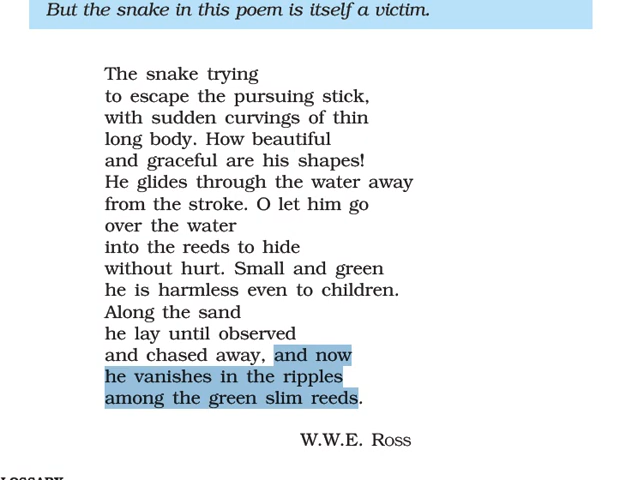 But the snake in this poem is itself a victim.
The snake trying
to escape the pursuing stick,
with sudden curvings of thin
long body. How beautiful
and graceful are his shapes!
He glides through the water away
from the stroke. O let him go
over the water
into the reeds to hide
without hurt. Small and green
he is harmless even to children.
Along the sand
he lay until observed
and chased away, and now
he vanishes in the ripples
among the green slim reeds.
W.W.E. Ross